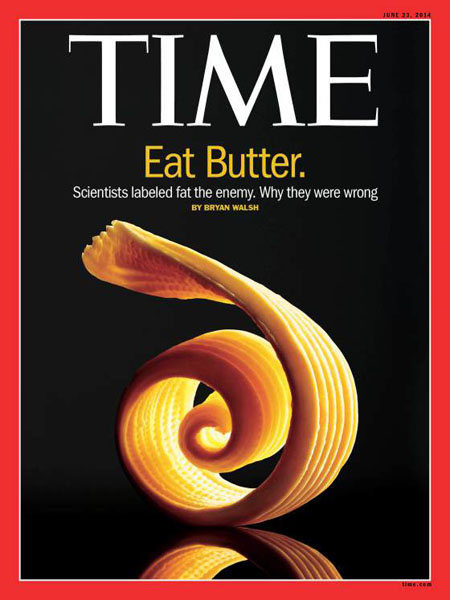 JUNE 23, 2014
TIME
Eat Butter.
Scientists labeled fat the enemy. Why they were wrong
BY BRYAN WALSH
time.com